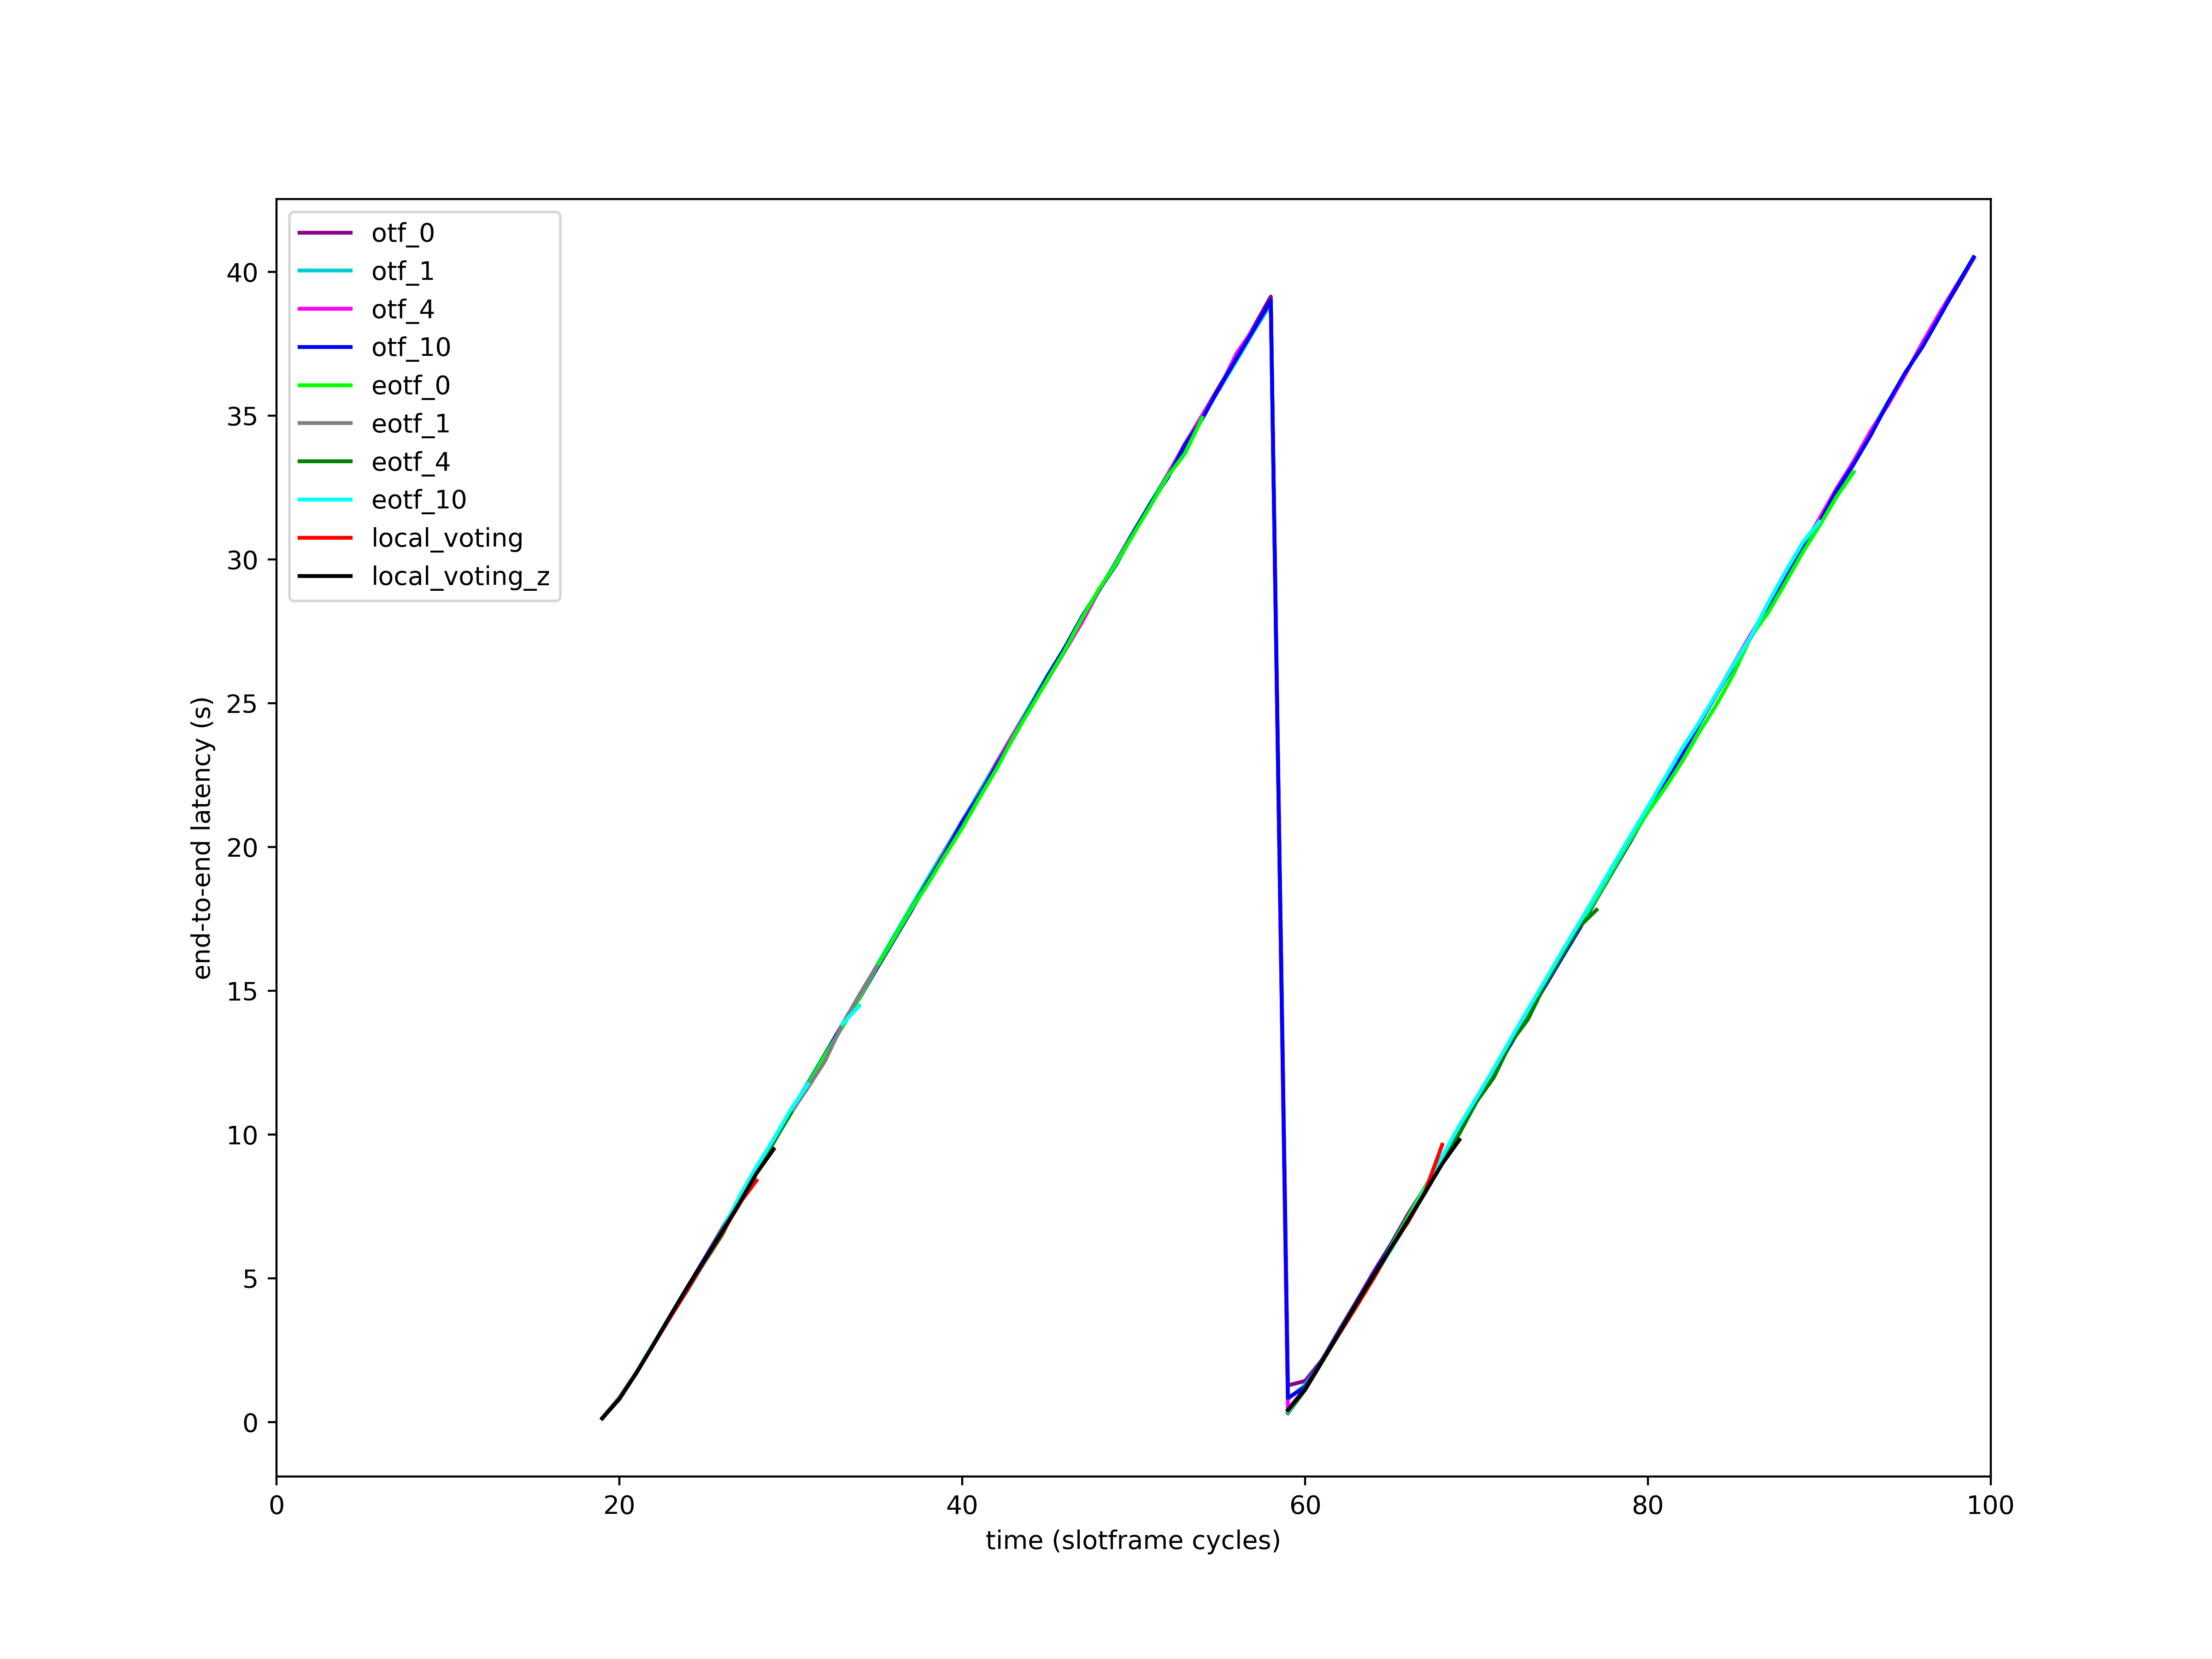 otf_0
otf_1
otf_4
otf_10
eotf_0
eotf_1
eotf_4
eotf_10
local_voting
local_voting_z
40
35
30
25
20
15
10
5
0
end-to-end latency (s)
0 20 40 60 80 100
time (slotframe cycles)